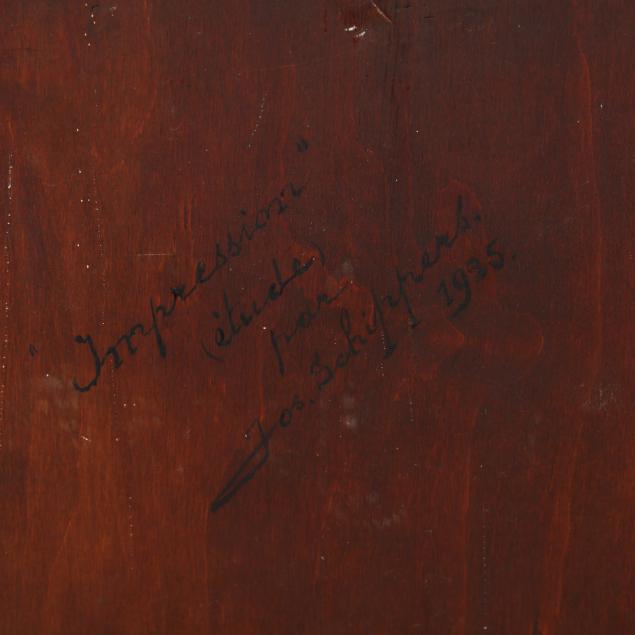 "Impression"
(étude)
par
Jos. Schippers.
1935.